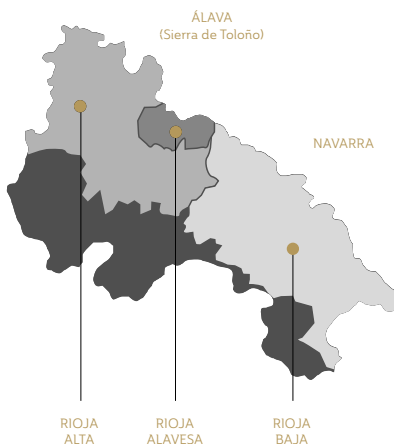 ÁLAVA
(Sierra de Toloño)
NAVARRA
RIOJA
ALTA
RIOJA
ALAVESA
RIOJA
BAJA